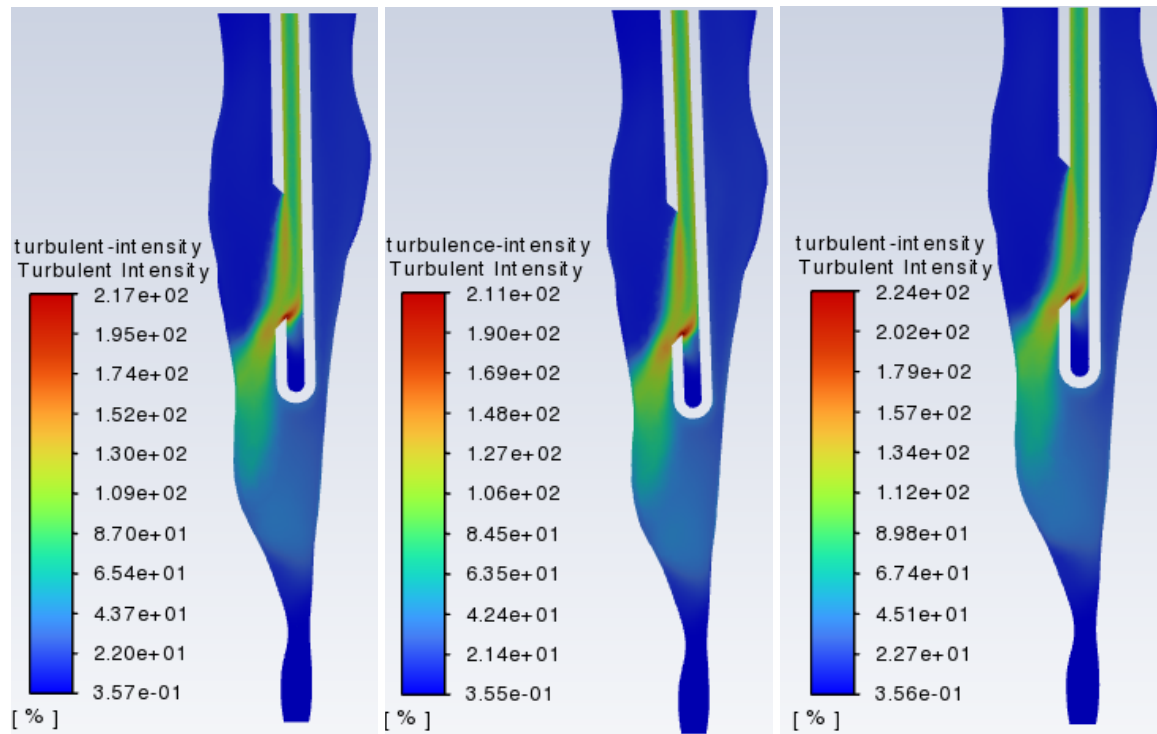 turbulent-intensity
Turbulent Intensity
2.17e+02
1.95e+02
1.74e+02
1.52e+02
1.30e+02
1.09e+02
8.70e+01
6.54e+01
4.37e+01
2.20e+01
3.57e-01
[ % ]
turbulence-intensity
Turbulent Intensity
2.11e+02
1.90e+02
1.69e+02
1.48e+02
1.27e+02
1.06e+02
8.45e+01
6.35e+01
4.24e+01
2.14e+01
3.55e-01
[ % ]
turbulent-intensity
Turbulent Intensity
2.24e+02
2.02e+02
1.79e+02
1.57e+02
1.34e+02
1.12e+02
8.98e+01
6.74e+01
4.51e+01
2.27e+01
3.56e-01
[ % ]